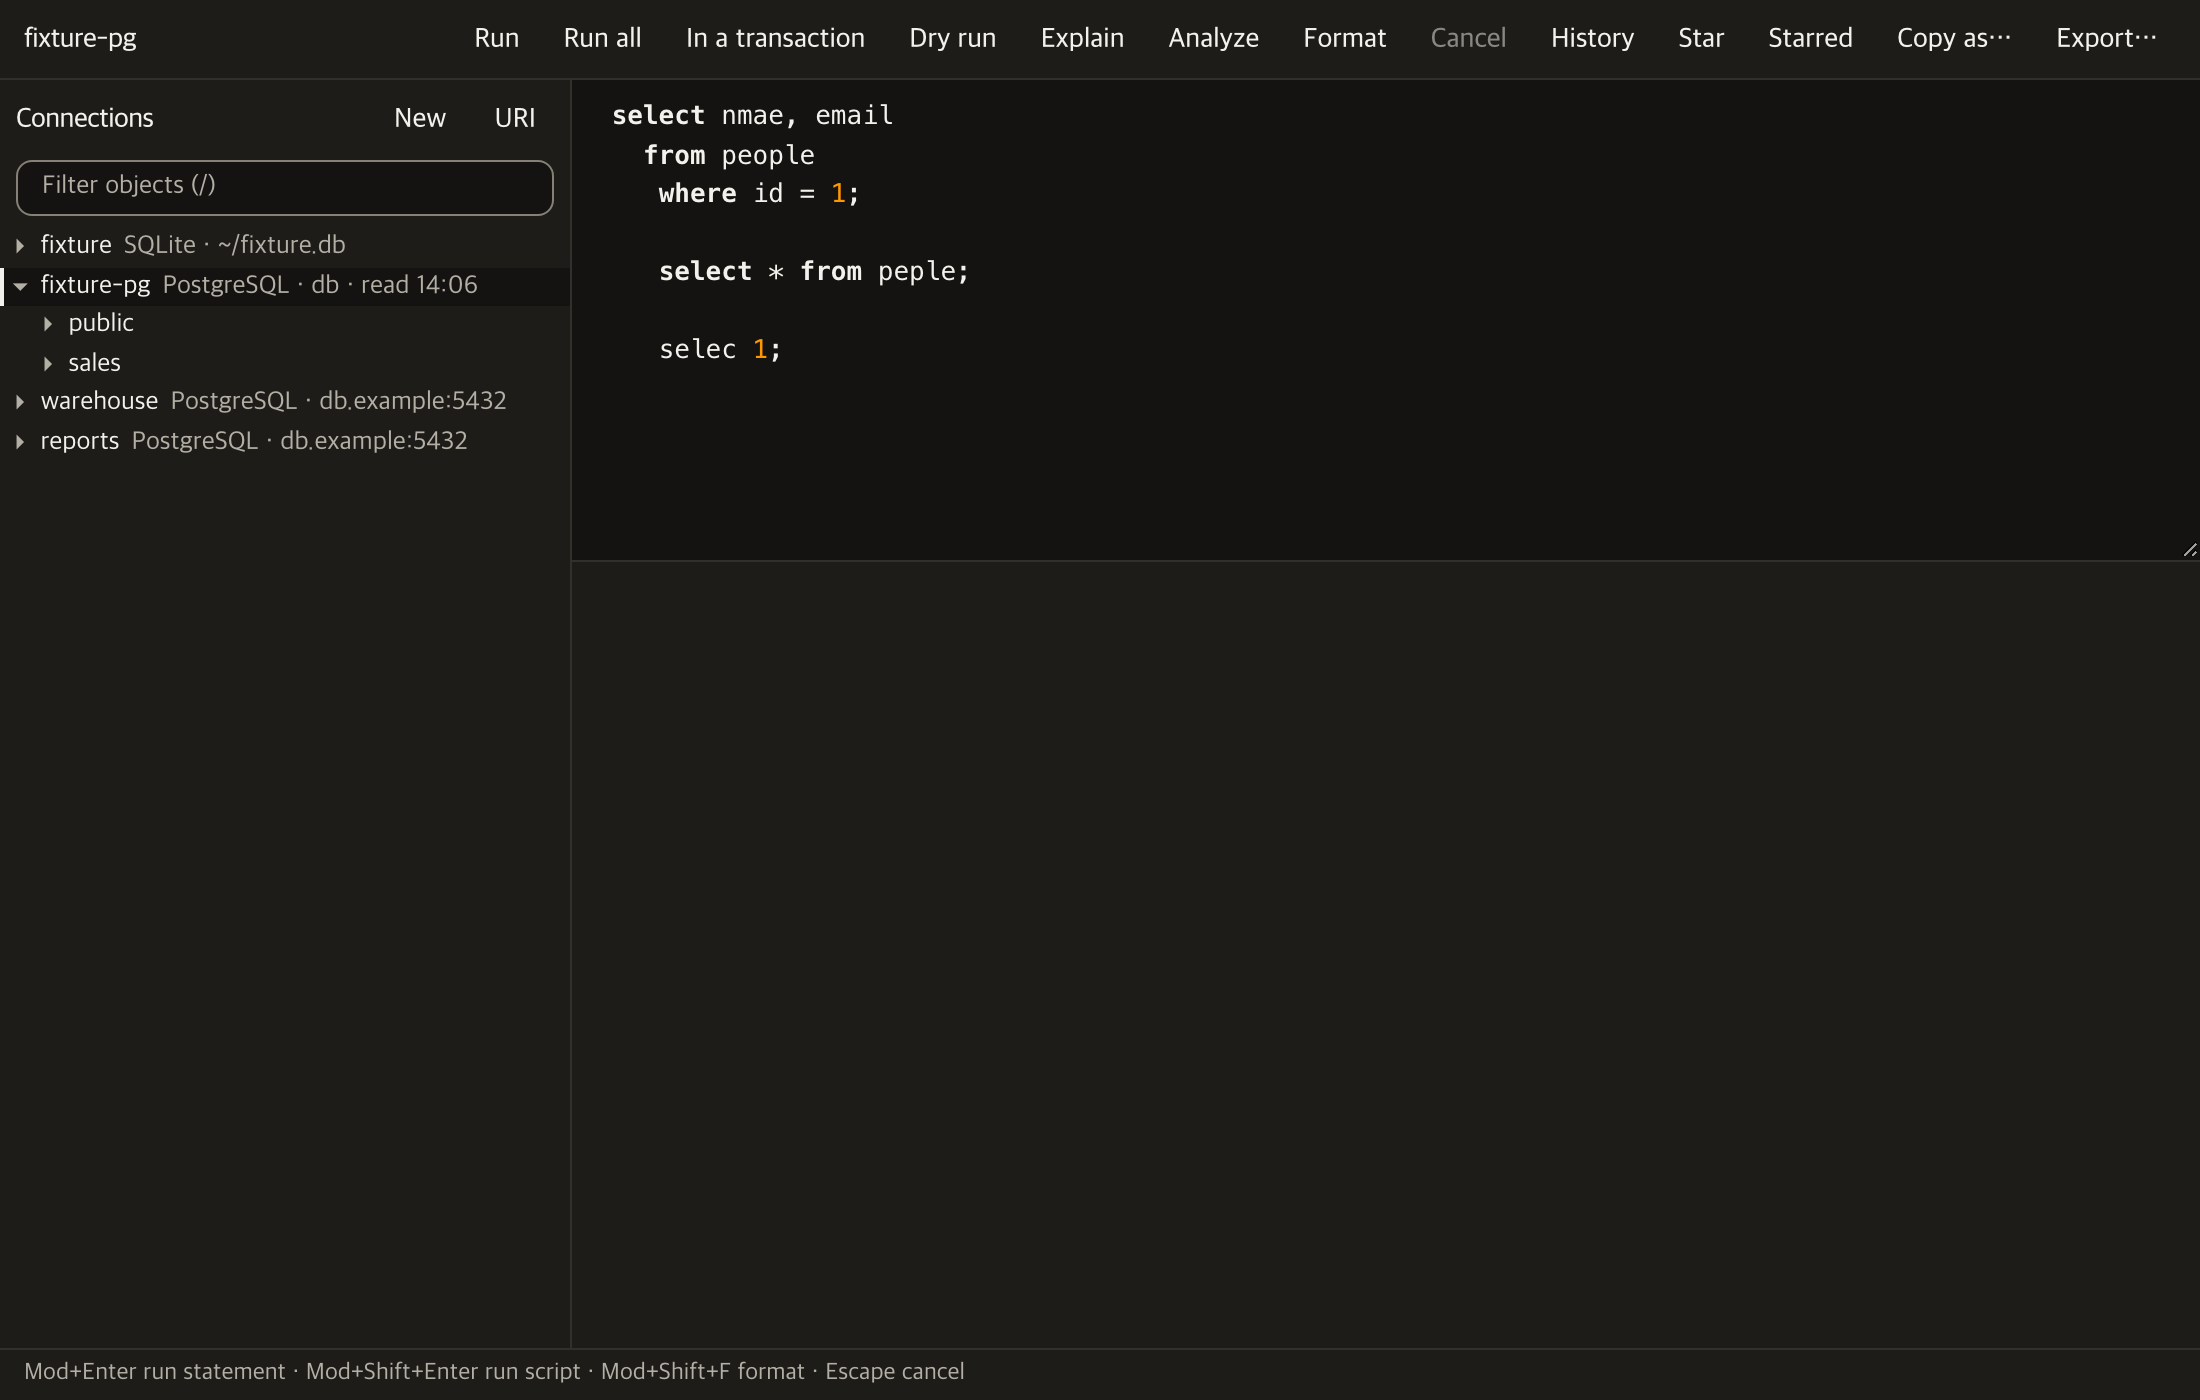 fixture-pg Run Run all In a transaction Dry run Explain Analyze Format Cancel History Star Starred Copy as… Export…
Connections New URI
Filter objects (/)
fixture SQLite · ~/fixture.db
fixture-pg PostgreSQL · db · read 14:06
public
sales
warehouse PostgreSQL · db.example:5432
reports PostgreSQL · db.example:5432
select nmae, email
from people
where id = 1;
select * from peple;
selec 1;
Mod+Enter run statement · Mod+Shift+Enter run script · Mod+Shift+F format · Escape cancel